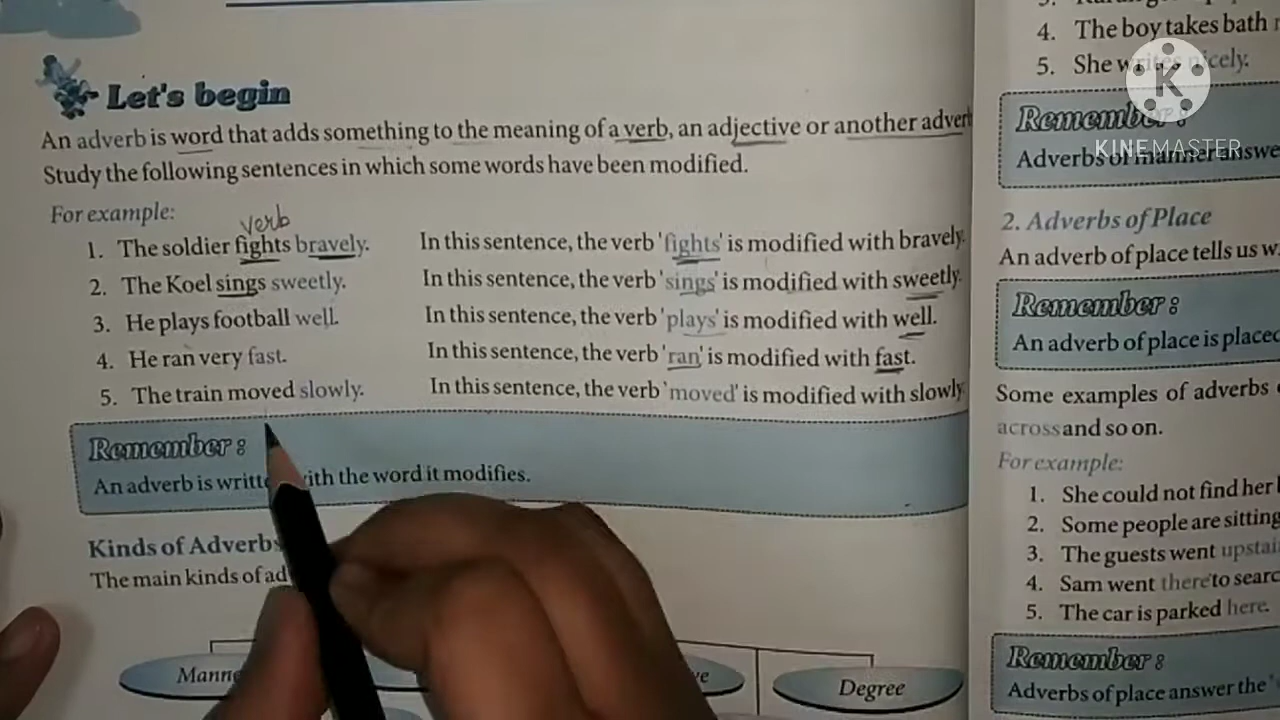 Let's begin
An adverb is word that adds something to the meaning of a verb, an adjective or another adverb
Study the following sentences in which some words have been modified.
For example:
verb
1. The soldier fights bravely. In this sentence, the verb 'fights' is modified with bravely.
2. The Koel sings sweetly. In this sentence, the verb 'sings' is modified with sweetly.
3. He plays football well. In this sentence, the verb 'plays' is modified with well.
4. He ran very fast. In this sentence, the verb 'ran' is modified with fast.
5. The train moved slowly. In this sentence, the verb 'moved' is modified with slowly
Remember :
An adverb is with the word it modifies.
Kinds of Adverbs
The main kinds of
Degree
4. The boy takes bath
5. She writes nicely.
Remember :
Adverbs of manner answe
2. Adverbs of Place
An adverb of place tells us
Remember :
An adverb of place is placed
Some examples of adverbs
across and so on.
For example:
1. She could not find her
2. Some people are sitting
3. The guests went
4. Sam went there to
5. The car is parked here.
Remember :
Adverbs of place answer the
K
KINEMASTER